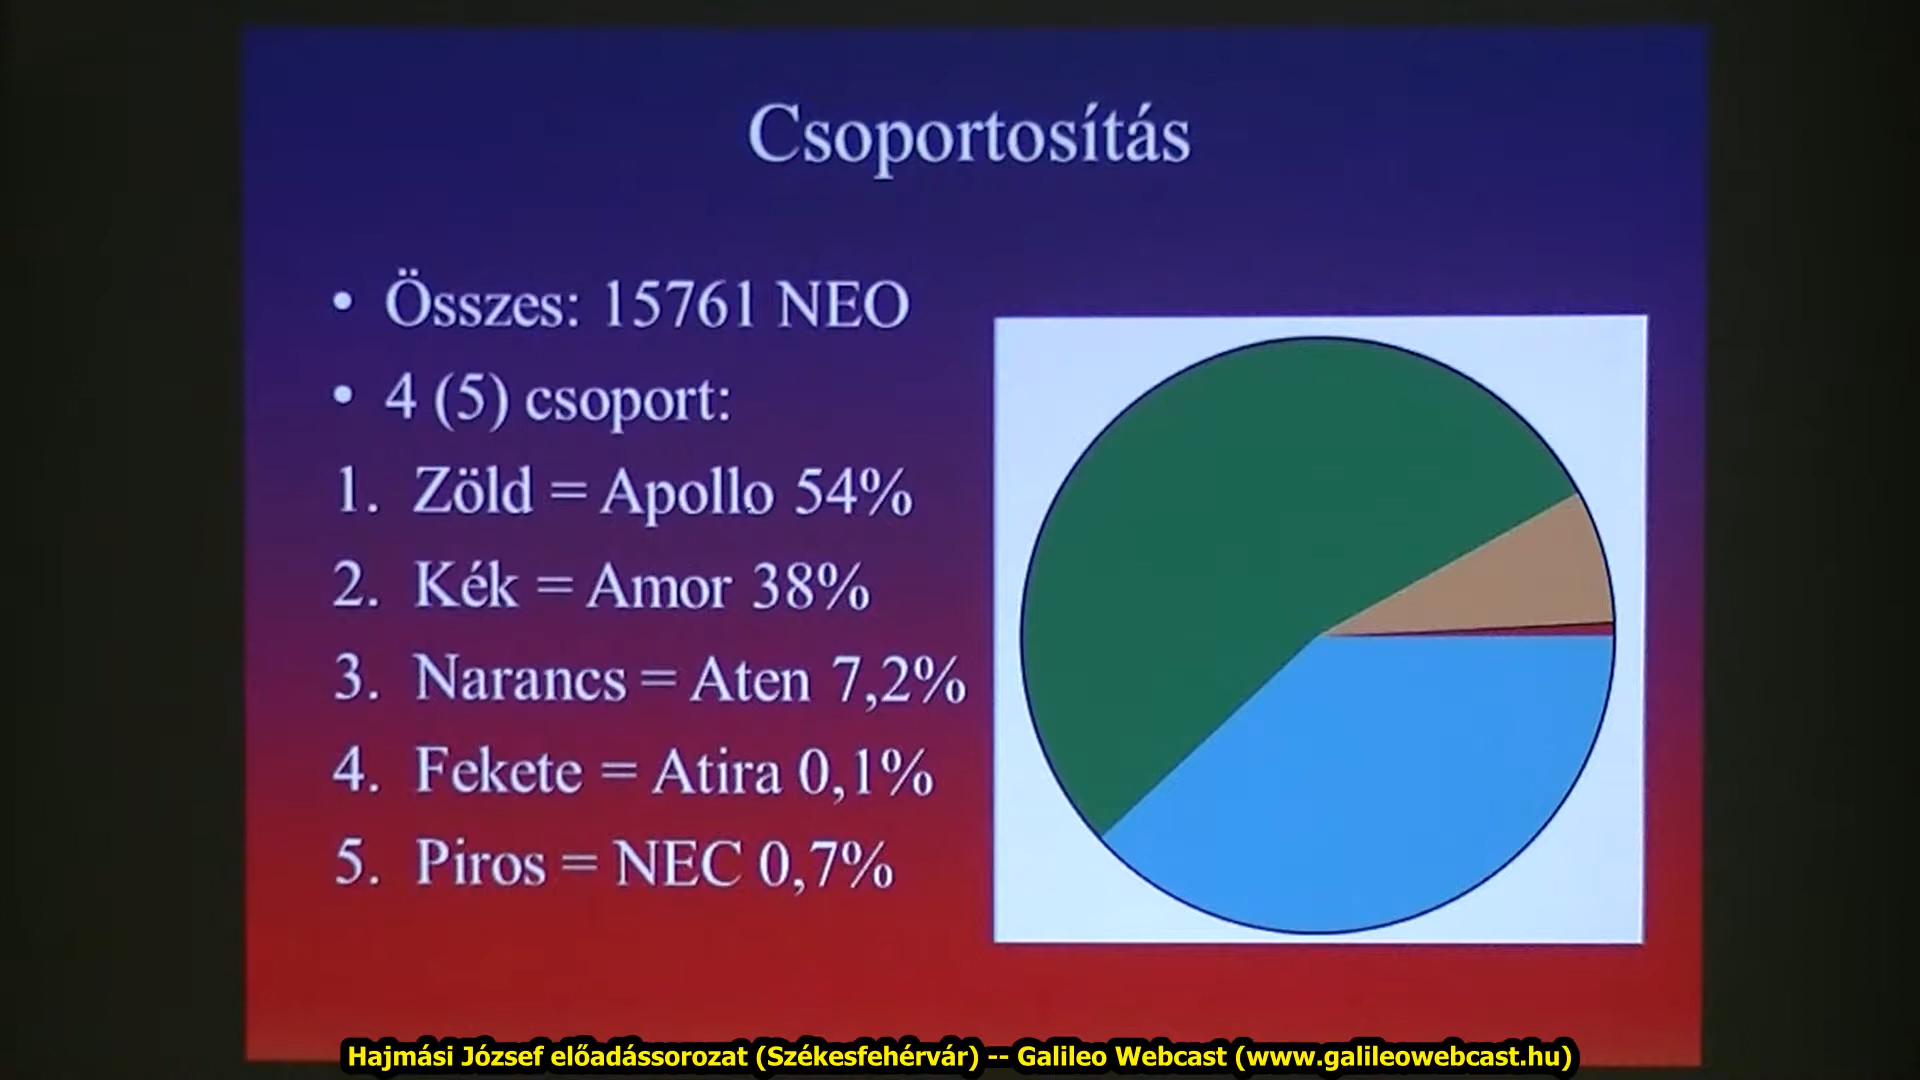 Csoportosítás
• Összes: 15761 NEO
• 4 (5) csoport:
1. Zöld = Apollo 54%
2. Kék = Amor 38%
3. Narancs = Aten 7,2%
4. Fekete = Atira 0,1%
5. Piros = NEC 0,7%
Hajmási József előadássorozat (Székesfehérvár) -- Galileo Webcast (www.galileowebcast.hu)